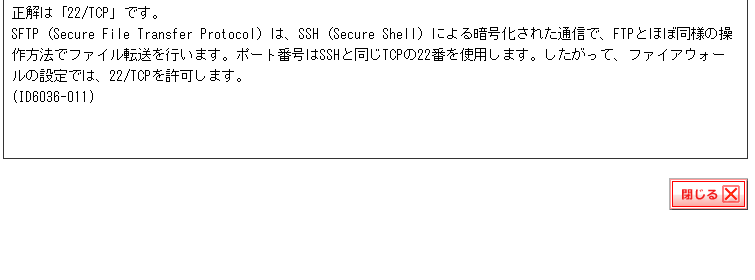 正解は「22/TCP」です。
SFTP（Secure File Transfer Protocol）は、SSH（Secure Shell）による暗号化された通信で、FTPとほぼ同様の操
作方法でファイル転送を行います。ポート番号はSSHと同じTCPの22番を使用します。したがって、ファイアウォー
ルの設定では、22/TCPを許可します。
(ID6036-011)
閉じる